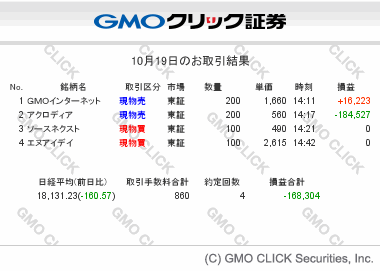 GMOクリック証券
10月19日のお取引結果
No. 銘柄名 取引区分 市場 数量 単価 時刻 損益
1 GMOインターネット 現物売 東証 200 1,660 14:11 +16,223
2 アクロディア 現物売 東証 200 560 14:17 -184,527
3 ソースネクスト 現物買 東証 100 490 14:21 0
4 エヌアイデイ 現物買 東証 100 2,615 14:42 0
日経平均(前日比) 取引手数料合計 約定回数 損益合計
18,131.23(-160.57) 860 4 -168,304
(C) GMO CLICK Securities, Inc.